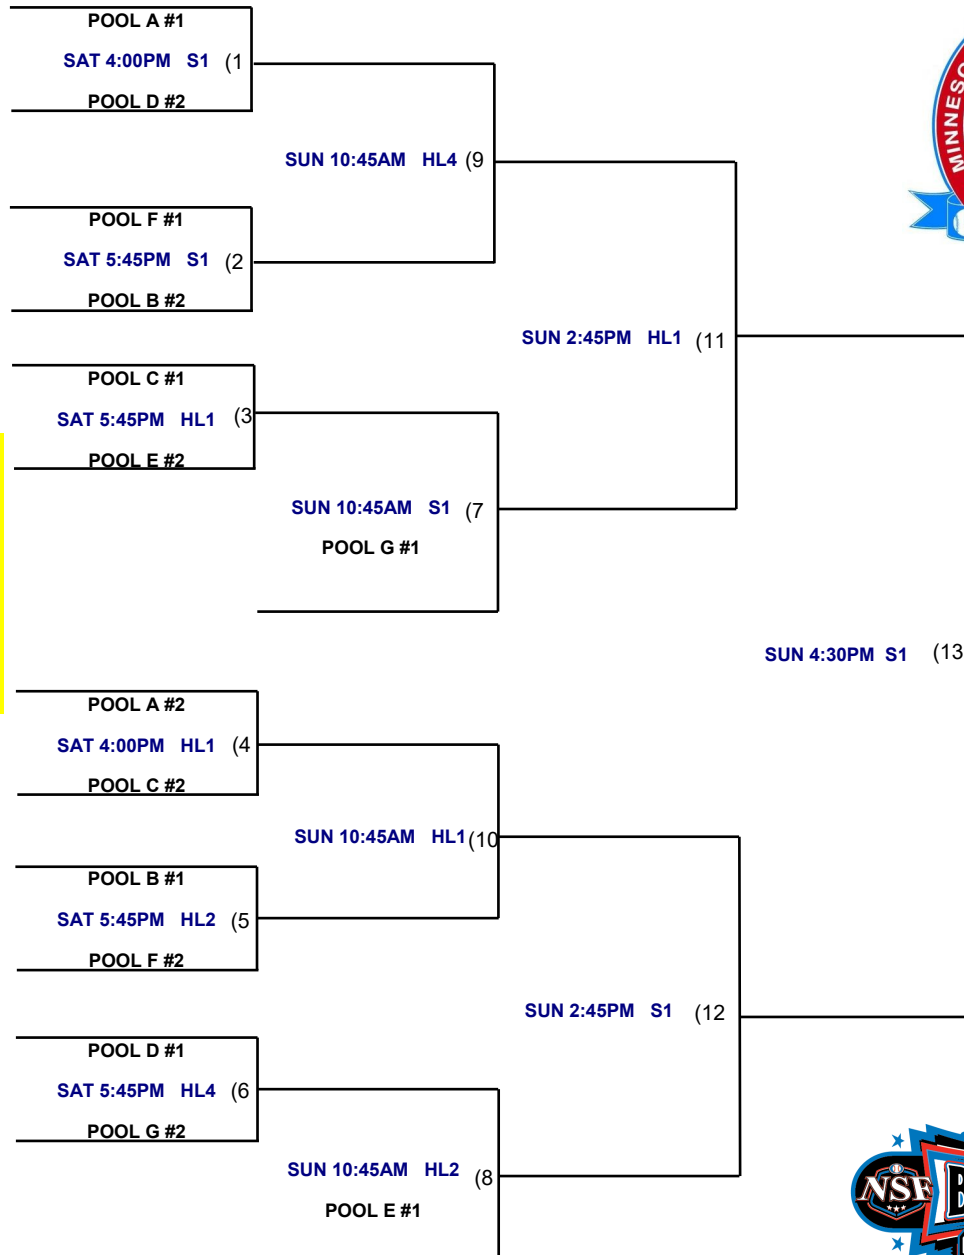 POOL A #1
SAT 4:00PM S1 (1
POOL D #2
SUN 10:45AM HL4 (9
POOL F #1
SAT 5:45PM S1 (2
POOL B #2
SUN 2:45PM HL1 (11
POOL C #1
SAT 5:45PM HL1 (3
POOL E #2
SUN 10:45AM S1 (7
POOL G #1
SUN 4:30PM S1 (13
POOL A #2
SAT 4:00PM HL1 (4
POOL C #2
SUN 10:45AM HL1 (10
POOL B #1
SAT 5:45PM HL2 (5
POOL F #2
SUN 2:45PM S1 (12
POOL D #1
SAT 5:45PM HL4 (6
POOL G #2
SUN 10:45AM HL2 (8
POOL E #1
NSF